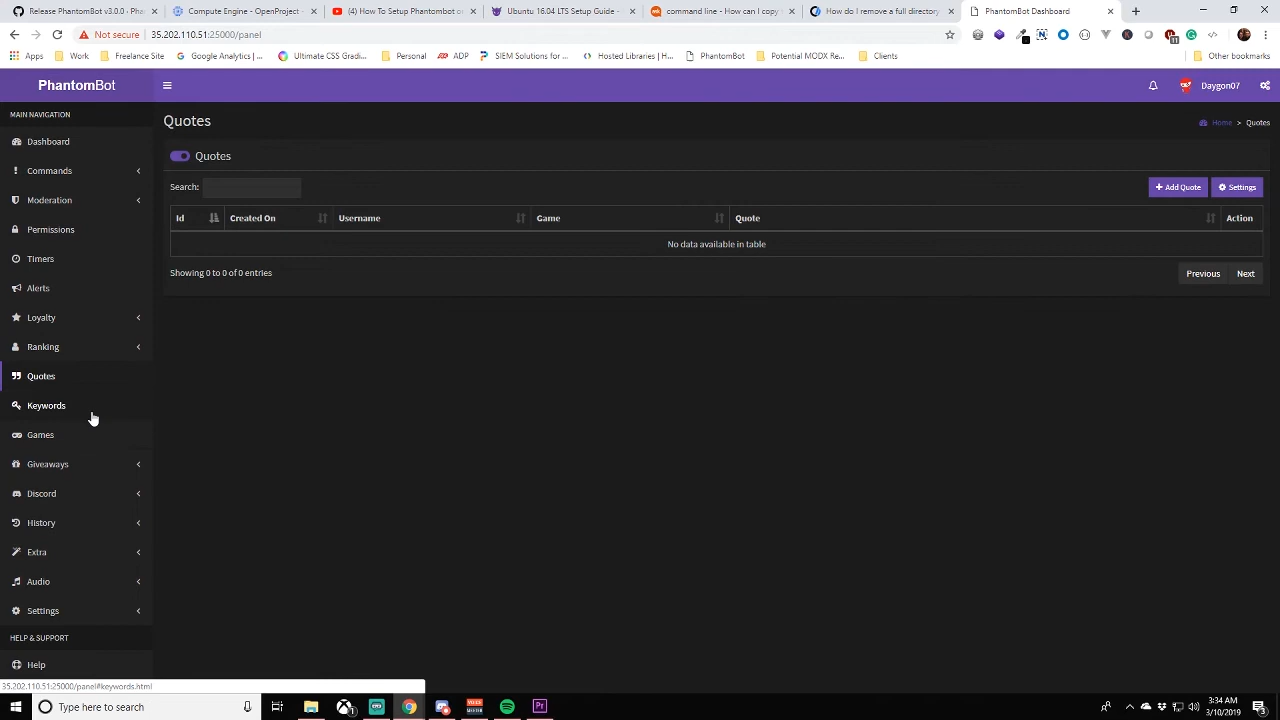 Release PhantomBot v3.0.0 · Pha
Compute Engine - OpenProject -
(4) How To Setup Phantombot on
Ubuntu 16.04 LTS Setup Guide -
command line - How can I copy
How do I remove a full directory
PhantomBot Dashboard
Not secure | 35.202.110.51:25000/panel
11
Apps
Work
Freelance Site
Google Analytics |...
Ultimate CSS Gradi...
Personal
ADP
SIEM Solutions for...
Hosted Libraries | H...
PhantomBot
Potential MODX Re...
Clients
Other bookmarks
PhantomBot
Daygon07
MAIN NAVIGATION
Quotes
Home > Quotes
Dashboard
Quotes
Commands
Search:
Add Quote
Settings
Moderation
Id
Created On
Username
Game
Quote
Action
Permissions
No data available in table
Timers
Showing 0 to 0 of 0 entries
Previous
Next
Alerts
Loyalty
Ranking
Quotes
Keywords
Games
Giveaways
Discord
History
Extra
Audio
Settings
HELP & SUPPORT
Help
35.202.110.51:25000/panel#keywords.html
Type here to search
3:34 AM
3/10/2019